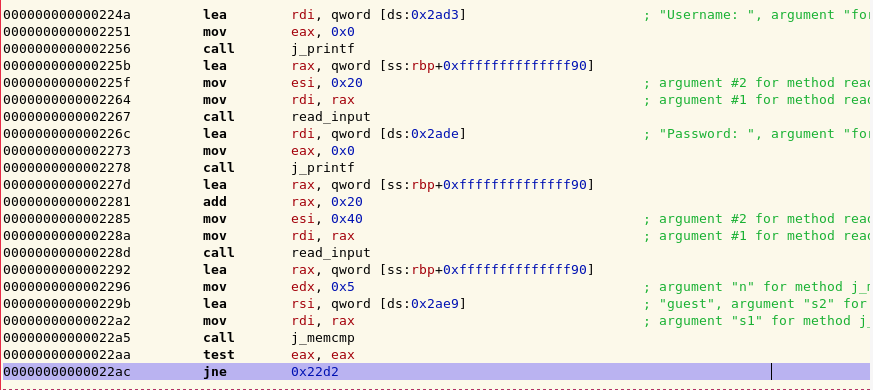 000000000000224a lea rdi, qword [ds:0x2ad3] ; "Username: ", argument "for
0000000000002251 mov eax, 0x0
0000000000002256 call j_printf
000000000000225b lea rax, qword [ss:rbp+0xffffffffffffff90]
000000000000225f mov esi, 0x20 ; argument #2 for method read
0000000000002264 mov rdi, rax ; argument #1 for method read
0000000000002267 call read_input
000000000000226c lea rdi, qword [ds:0x2ade] ; "Password: ", argument "for
0000000000002273 mov eax, 0x0
0000000000002278 call j_printf
000000000000227d lea rax, qword [ss:rbp+0xffffffffffffff90]
0000000000002281 add rax, 0x20
0000000000002285 mov esi, 0x40 ; argument #2 for method read
000000000000228a mov rdi, rax ; argument #1 for method read
000000000000228d call read_input
0000000000002292 lea rax, qword [ss:rbp+0xffffffffffffff90]
0000000000002296 mov edx, 0x5 ; argument "n" for method j_m
000000000000229b lea rsi, qword [ds:0x2ae9] ; "guest", argument "s2" for
00000000000022a2 mov rdi, rax ; argument "s1" for method j_
00000000000022a5 call j_memcmp
00000000000022aa test eax, eax
00000000000022ac jne 0x22d2